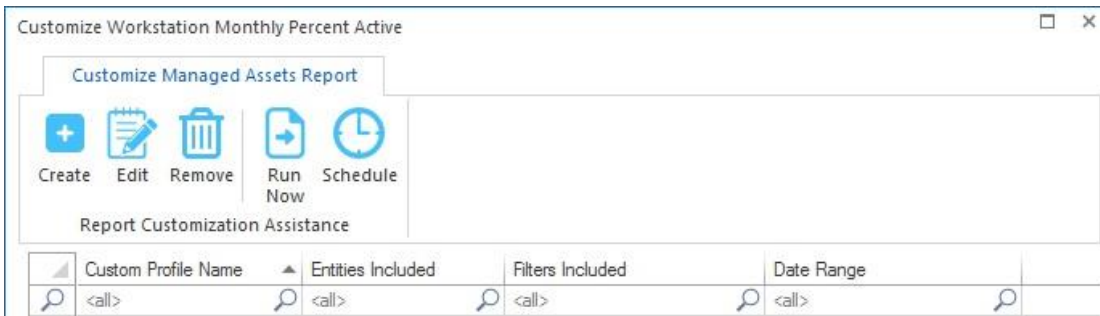 Customize Workstation Monthly Percent Active
Customize Managed Assets Report
Create Edit Remove Run Now Schedule
Report Customization Assistance
Custom Profile Name Entities Included Filters Included Date Range
<all> <all> <all> <all>